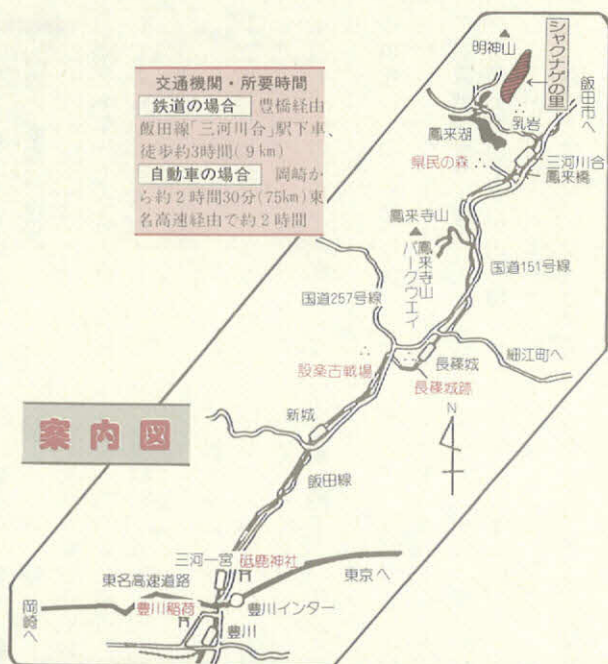 交通機関・所要時間
鉄道の場合 豊橋経由
飯田線「三河川合」駅下車、
徒歩約3時間(9km)
自動車の場合 岡崎か
ら約2時間30分(75km)東
名高速経由で約2時間
明神山
シャクナゲの里
飯田市へ
鳳来湖
乳岩
県民の森
三河川合
鳳来橋
鳳来寺山
鳳来寺山
パークウエイ
国道151号線
国道257号線
細江町へ
設楽古戦場
長篠城
長篠城跡
N
新城
案内図
飯田線
三河一宮
砥鹿神社
東名高速道路
東京へ
岡崎へ
豊川稲荷
豊川インター
豊川